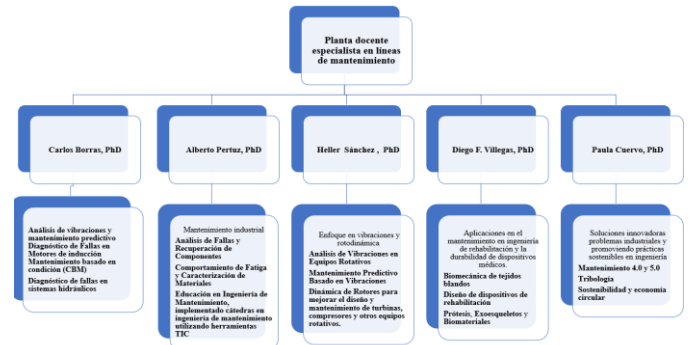 Planta docente
especialista en líneas
de mantenimiento
Carlos Borras, PhD
Alberto Pertuz, PhD
Heller Sánchez , PhD
Diego F. Villegas, PhD
Paula Cuervo, PhD
Análisis de vibraciones y
mantenimiento predictivo
Diagnóstico de Fallas en
Motores de inducción
Mantenimiento basado en
condición (CBM)
Diagnóstico de fallas en
sistemas hidráulicos
Mantenimiento industrial
Análisis de Fallas y
Recuperación de
Componentes
Comportamiento de Fatiga
y Caracterización de
Materiales
Educación en Ingeniería de
Mantenimiento,
implementado cátedras en
ingeniería de mantenimiento
utilizando herramientas
TIC
Enfoque en vibraciones y
rotodinámica
Análisis de Vibraciones en
Equipos Rotativos
Mantenimiento Predictivo
Basado en Vibraciones
Dinámica de Rotores para
mejorar el diseño y
mantenimiento de turbinas,
compresores y otros equipos
rotativos.
Aplicaciones en el
mantenimiento en ingeniería
de rehabilitación y la
durabilidad de dispositivos
médicos.
Biomecánica de tejidos
blandos
Diseño de dispositivos de
rehabilitación
Prótesis, Exoesqueletos y
Biomateriales
Soluciones innovadoras
problemas industriales y
promoviendo prácticas
sostenibles en ingeniería
Mantenimiento 4.0 y 5.0
Tribología
Sostenibilidad y economía
circular